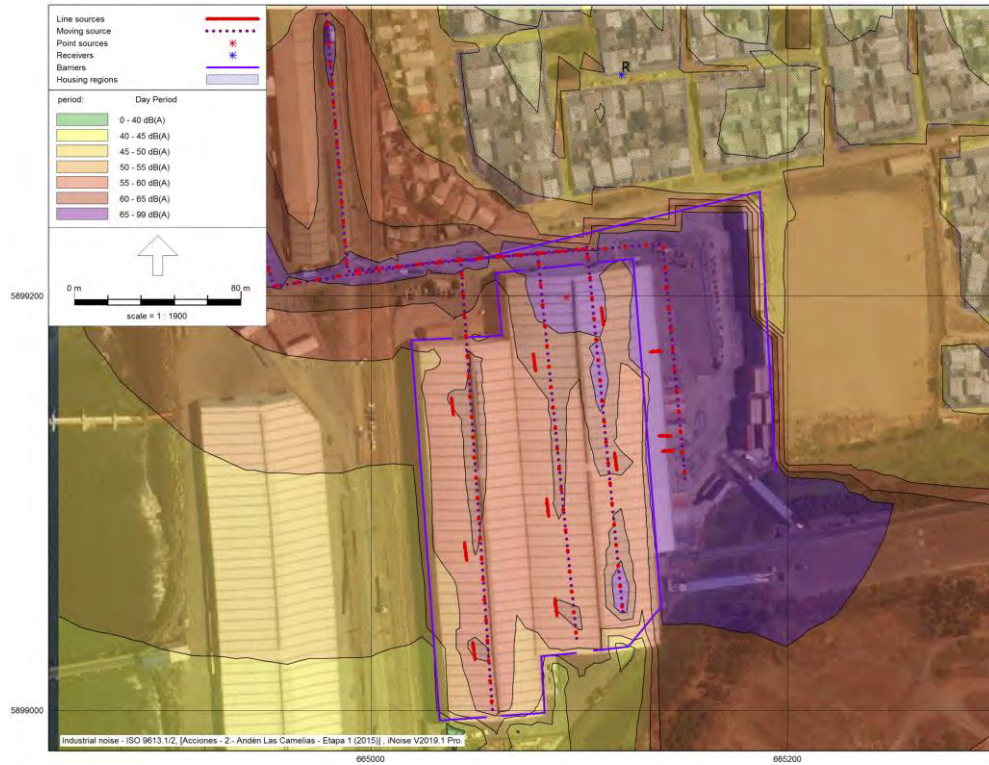 Line sources
Moving source
Point sources
Receivers
Barriers
Housing regions
period: Day Period
0 - 40 dB(A)
40 - 45 dB(A)
45 - 50 dB(A)
50 - 55 dB(A)
55 - 60 dB(A)
60 - 65 dB(A)
65 - 99 dB(A)
0 m 80 m
scale = 1 : 1900
R
5899200
5899000
Industrial noise - ISO 9613.1/2, [Acciones - 2.- Andén Las Camelias - Etapa 1 (2015)] , iNoise V2019.1 Pro.
665000 665200